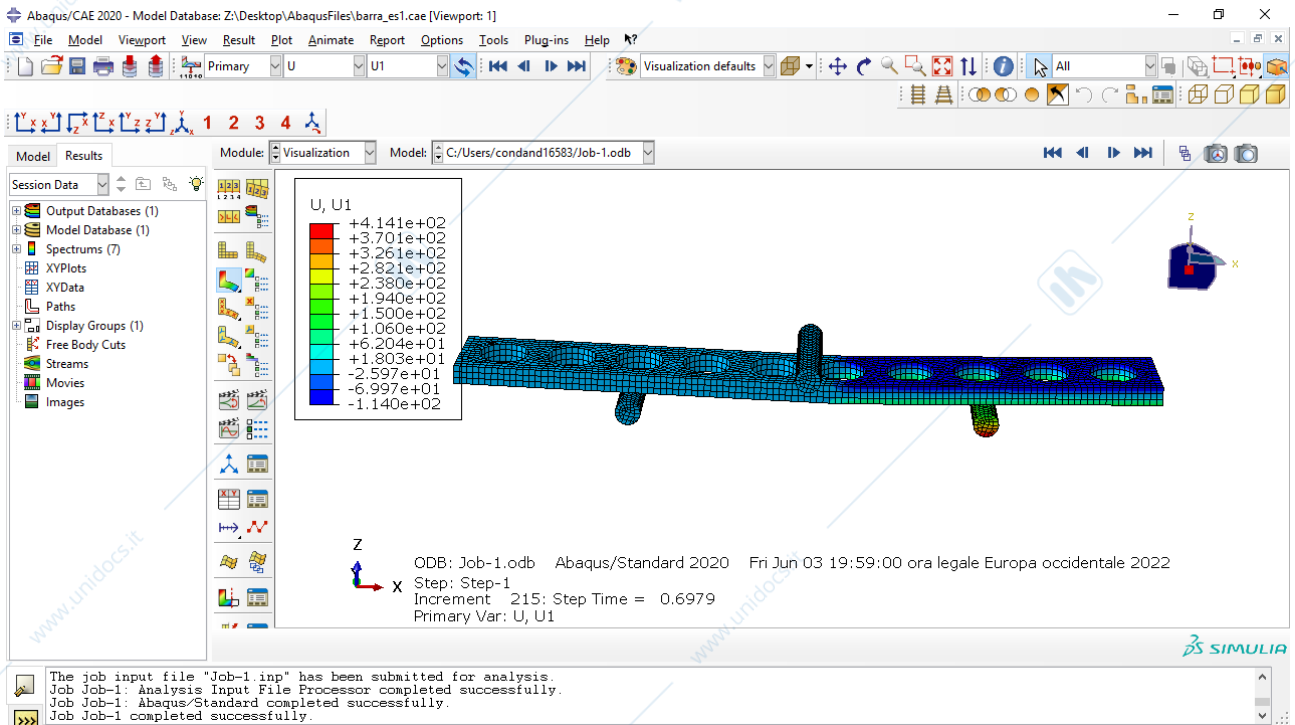 Abaqus/CAE 2020 - Model Database: Z:\Desktop\AbaqusFiles\barra_es1.cae [Viewport: 1]
File Model Viewport View Result Plot Animate Report Options Tools Plug-ins Help
Primary U U1 Visualization defaults All
1 2 3 4
Model Results Module: Visualization Model: C:/Users/condand16583/Job-1.odb
Session Data
Output Databases (1)
Model Database (1)
Spectrums (7)
XYPlots
XYData
Paths
Display Groups (1)
Free Body Cuts
Streams
Movies
Images
U, U1
+4.141e+02
+3.701e+02
+3.261e+02
+2.821e+02
+2.380e+02
+1.940e+02
+1.500e+02
+1.060e+02
+6.204e+01
+1.803e+01
-2.597e+01
-6.997e+01
-1.140e+02
Z
X
Z
Y
X
ODB: Job-1.odb Abaqus/Standard 2020 Fri Jun 03 19:59:00 ora legale Europa occidentale 2022
Step: Step-1
Increment 215: Step Time = 0.6979
Primary Var: U, U1
SIMULIA
The job input file "Job-1.inp" has been submitted for analysis.
Job Job-1: Analysis Input File Processor completed successfully.
Job Job-1: Abaqus/Standard completed successfully.
Job Job-1 completed successfully.
www.unidocs.it
www.unidocs.it